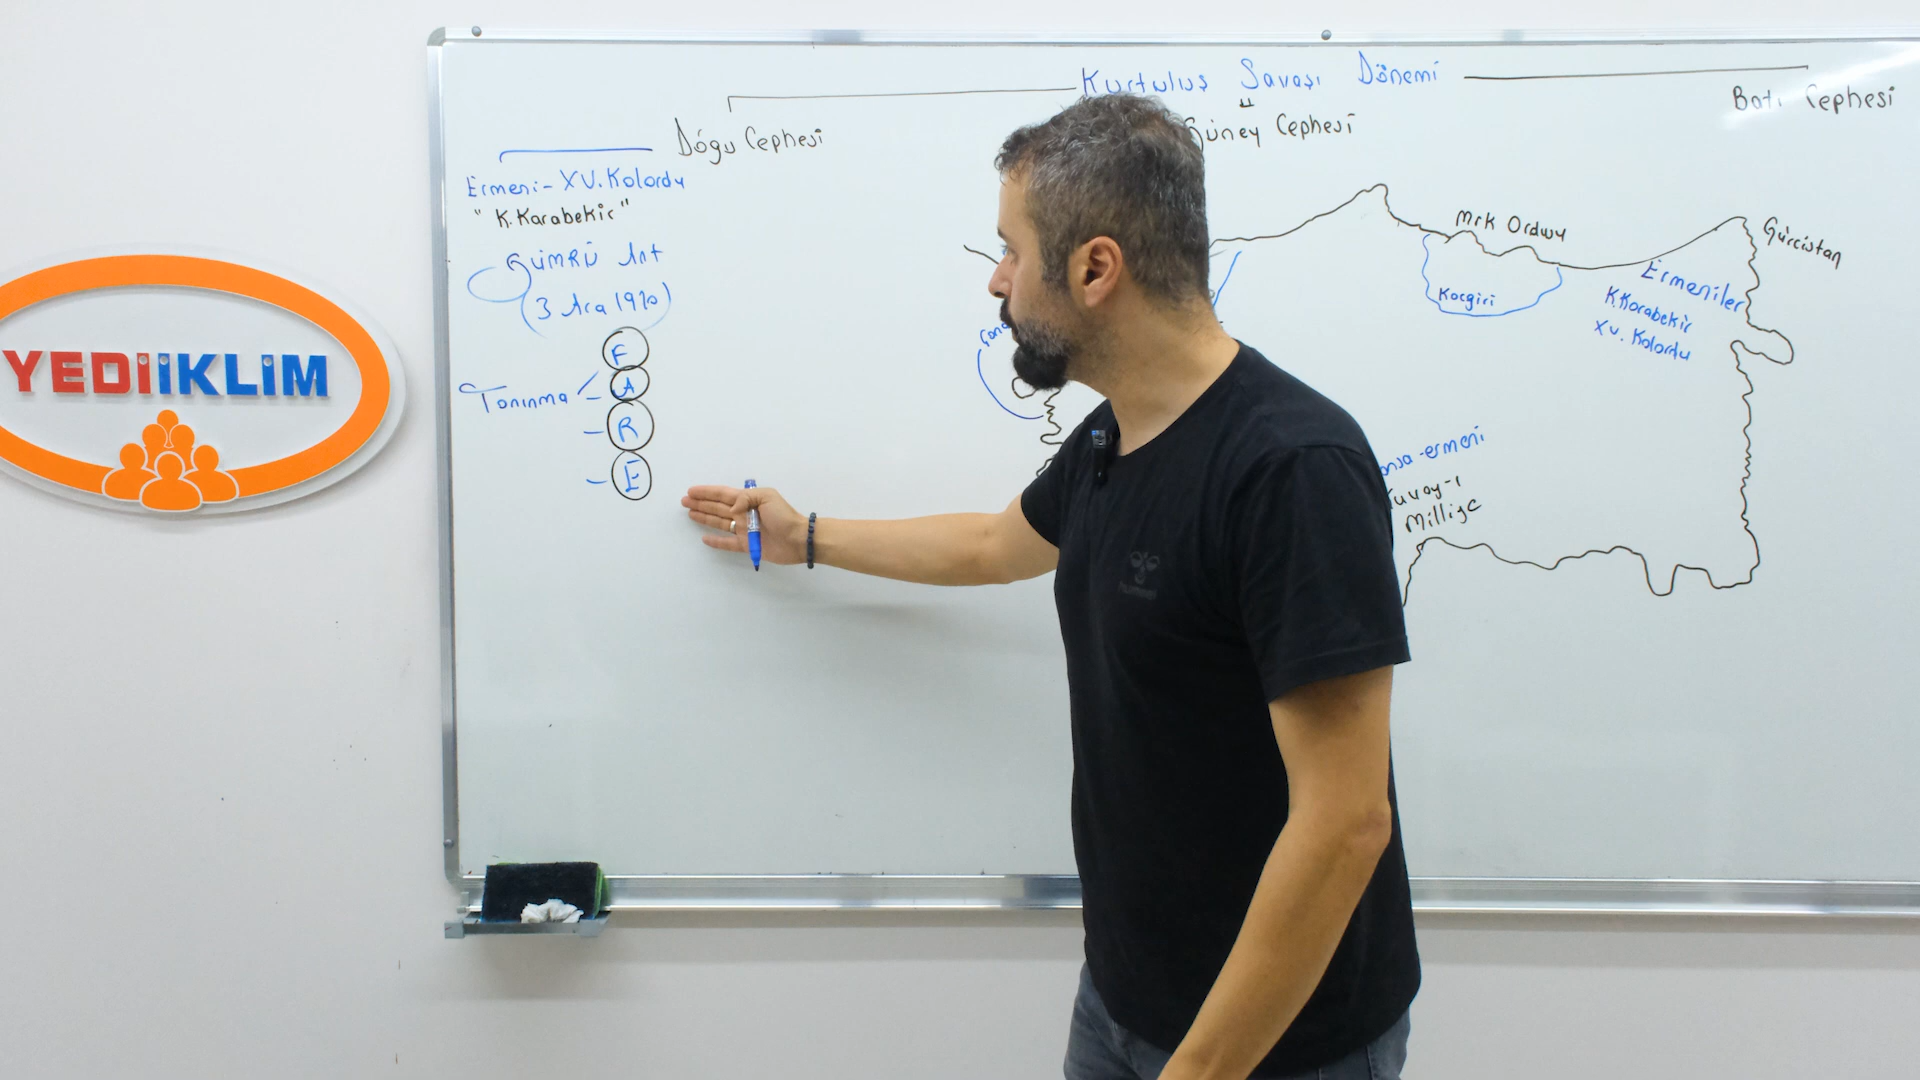 Kurtuluş Savaşı Dönemi
Doğu Cephesi
Güney Cephesi
Batı Cephesi
Ermeni - XV. Kolordu
"K. Karabekir"
GÜMRÜ Ant
(3 Ara 1920)
Tanınma
F
A
R
E
YEDİİKLİM
Mrk Ordusu
Koçgiri
Gürcistan
Ermeniler
K. Karabekir
XV. Kolordu
-ermeni
Kuvay-ı
Milliye